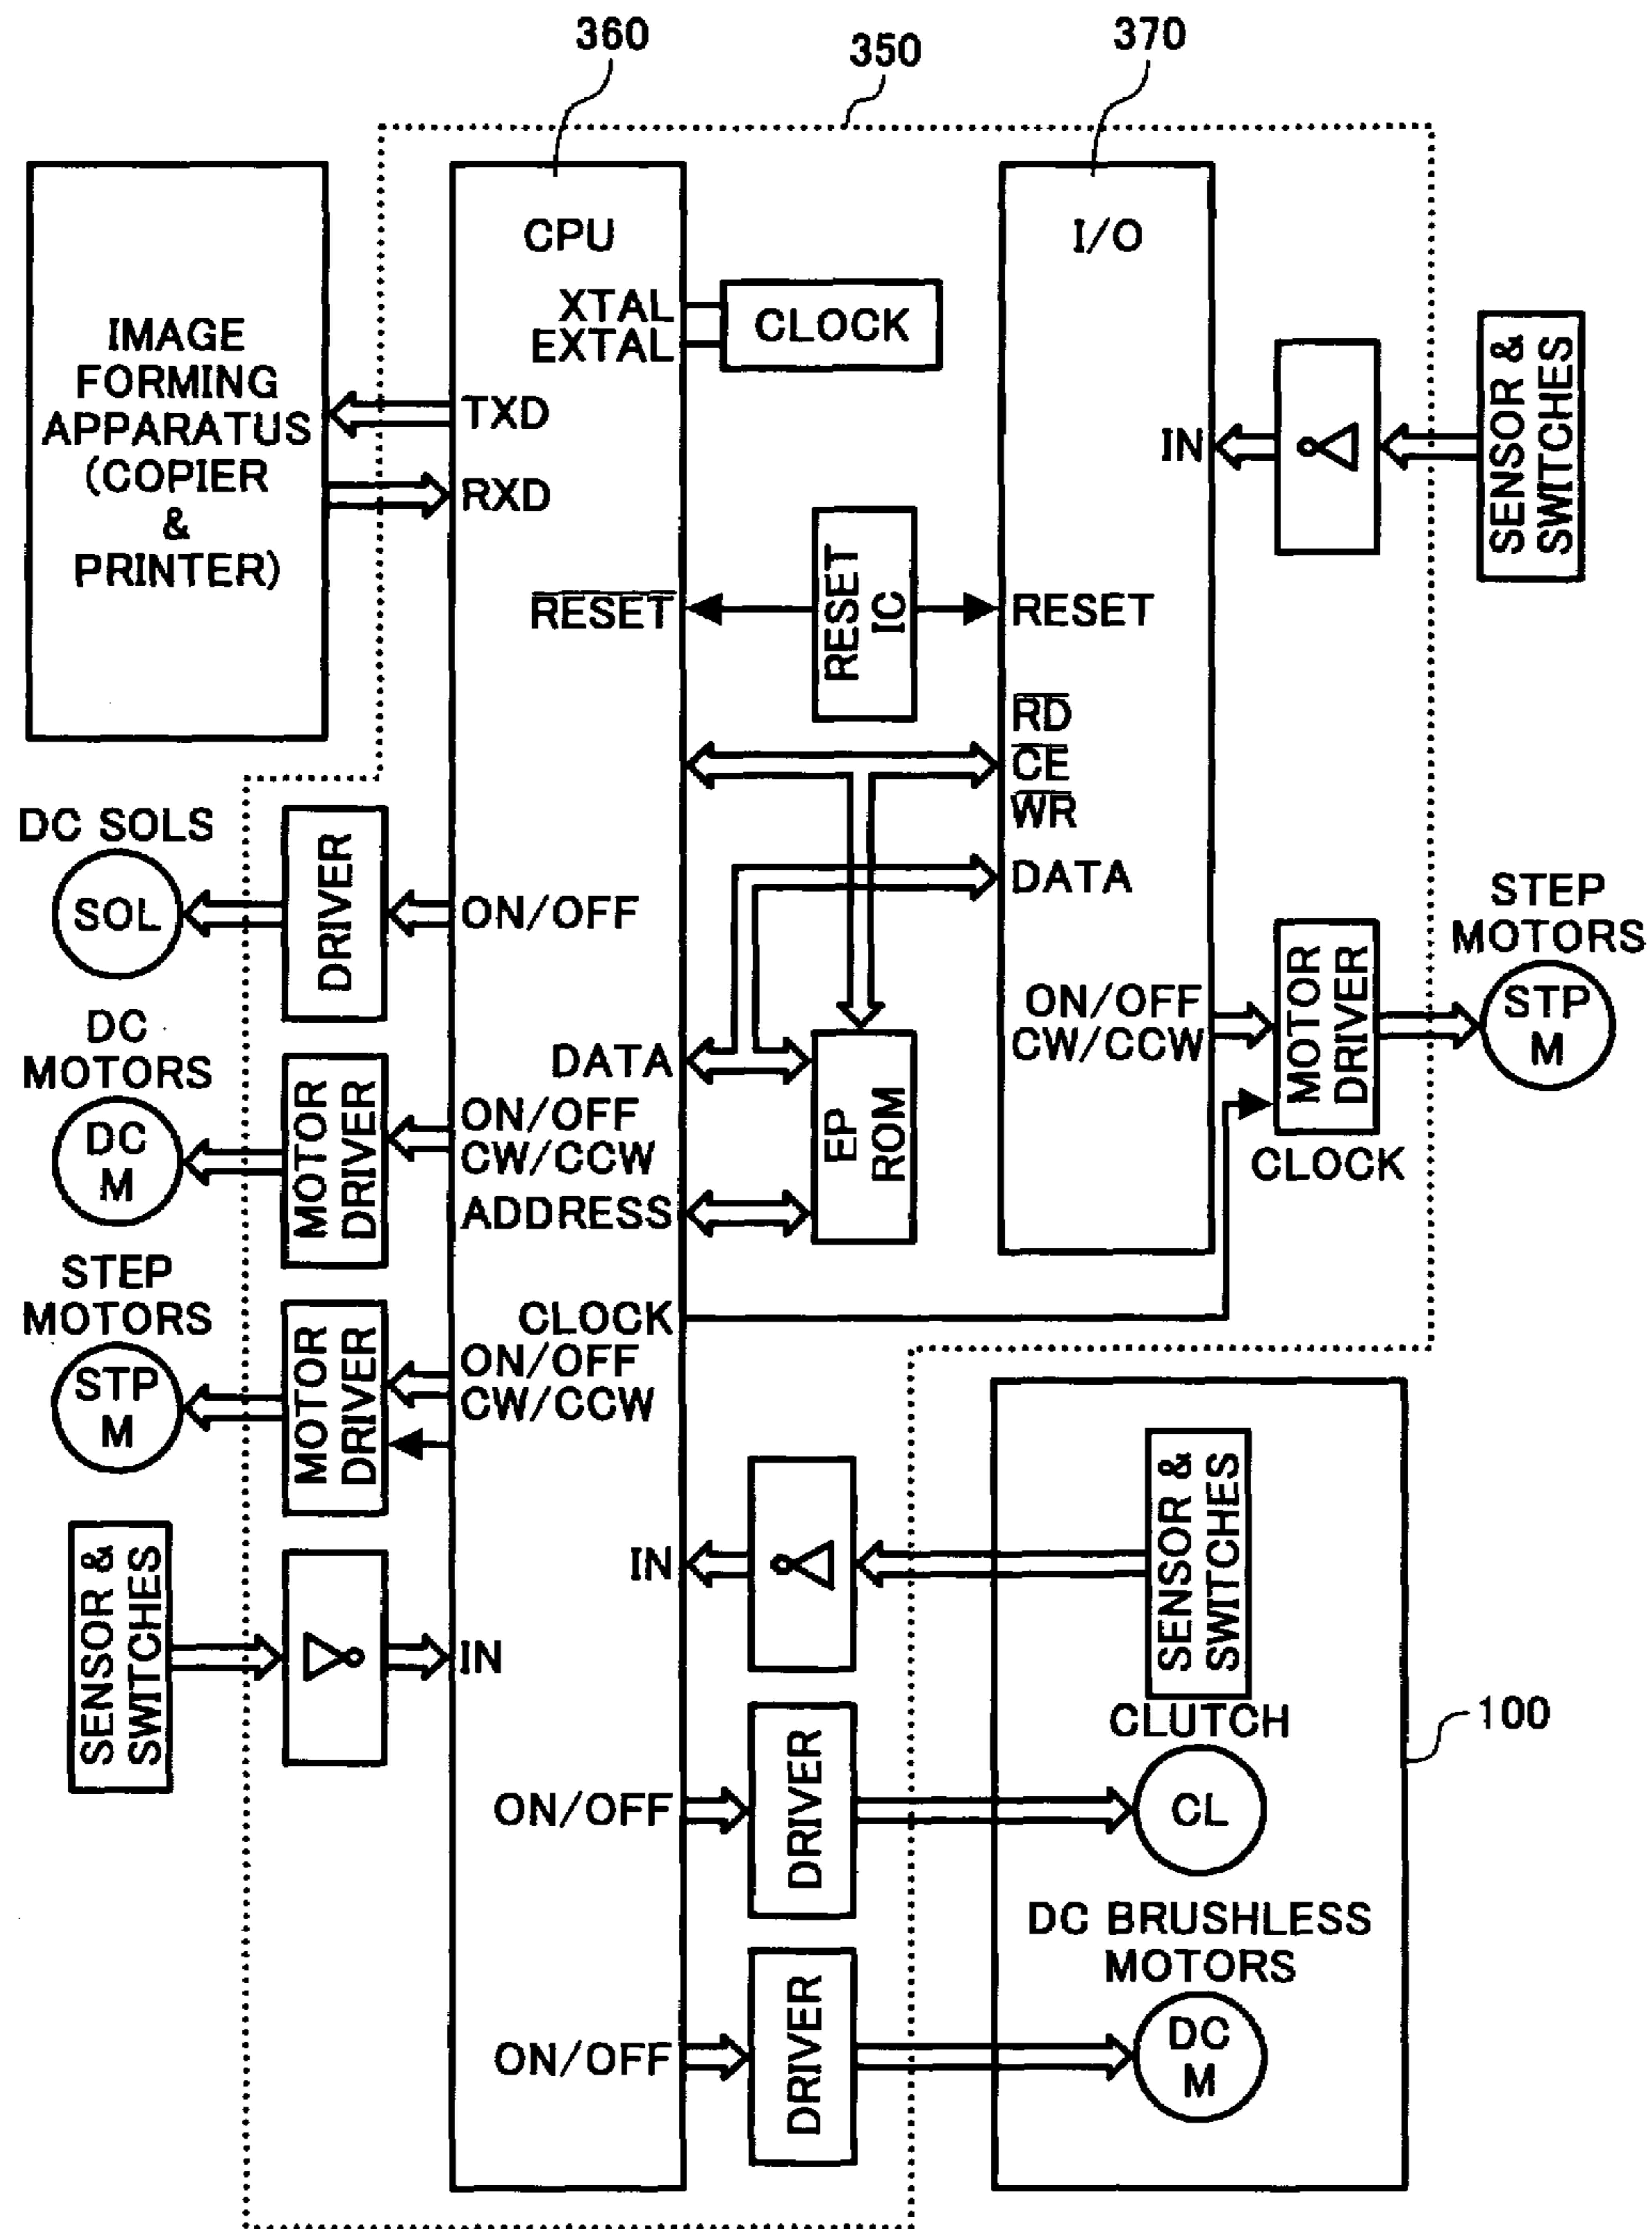 360
350
370
IMAGE
FORMING
APPARATUS
(COPIER
&
PRINTER)
CPU
XTAL
EXTAL
CLOCK
TXD
RXD
RESET
RESET
IC
I/O
IN
SENSOR &
SWITCHES
RESET
RD
CE
WR
DATA
DC SOLS
SOL
DRIVER
ON/OFF
DC
MOTORS
DC
M
MOTOR
DRIVER
ON/OFF
CW/CCW
DATA
ADDRESS
EP
ROM
ON/OFF
CW/CCW
MOTOR
DRIVER
CLOCK
STEP
MOTORS
STP
M
STEP
MOTORS
STP
M
MOTOR
DRIVER
CLOCK
ON/OFF
CW/CCW
SENSOR &
SWITCHES
IN
IN
SENSOR &
SWITCHES
ON/OFF
DRIVER
CLUTCH
CL
100
ON/OFF
DRIVER
DC BRUSHLESS
MOTORS
DC
M